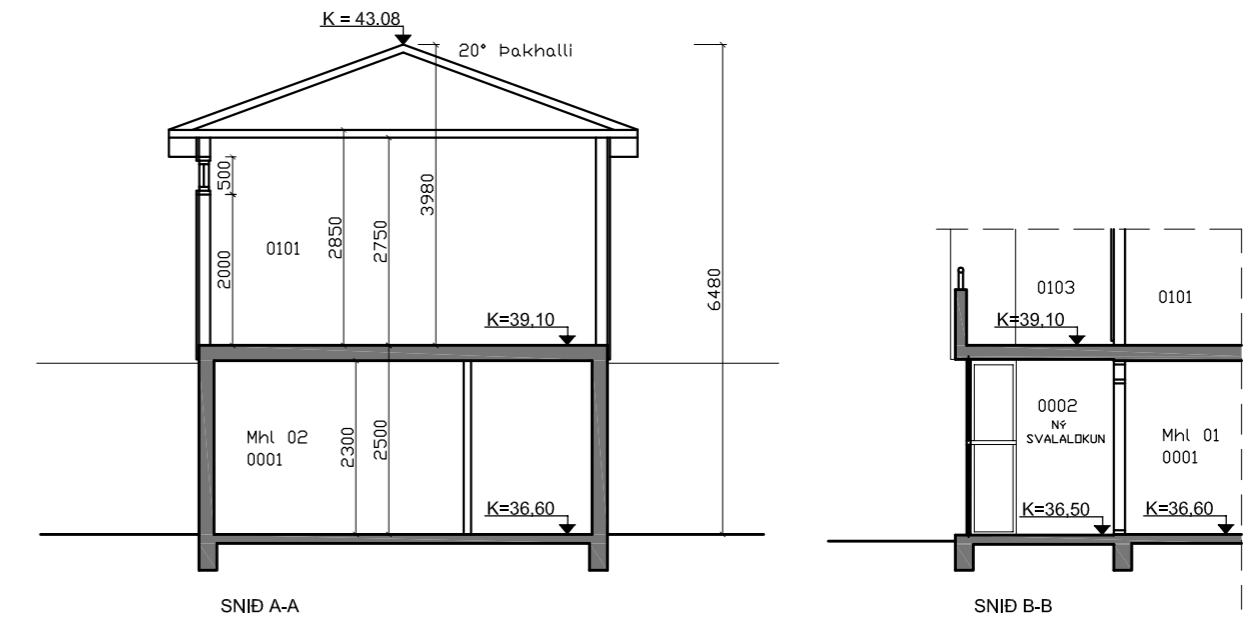 K = 43.08
20° Þakhalli
500
2000
0101
2850
2750
3980
6480
K=39,10
Mhl 02
0001
2300
2500
K=36,60
SNIÐ A-A
0103
0101
K=39,10
0002
NÝ
SVALALOKUN
Mhl 01
0001
K=36,50
K=36,60
SNIÐ B-B